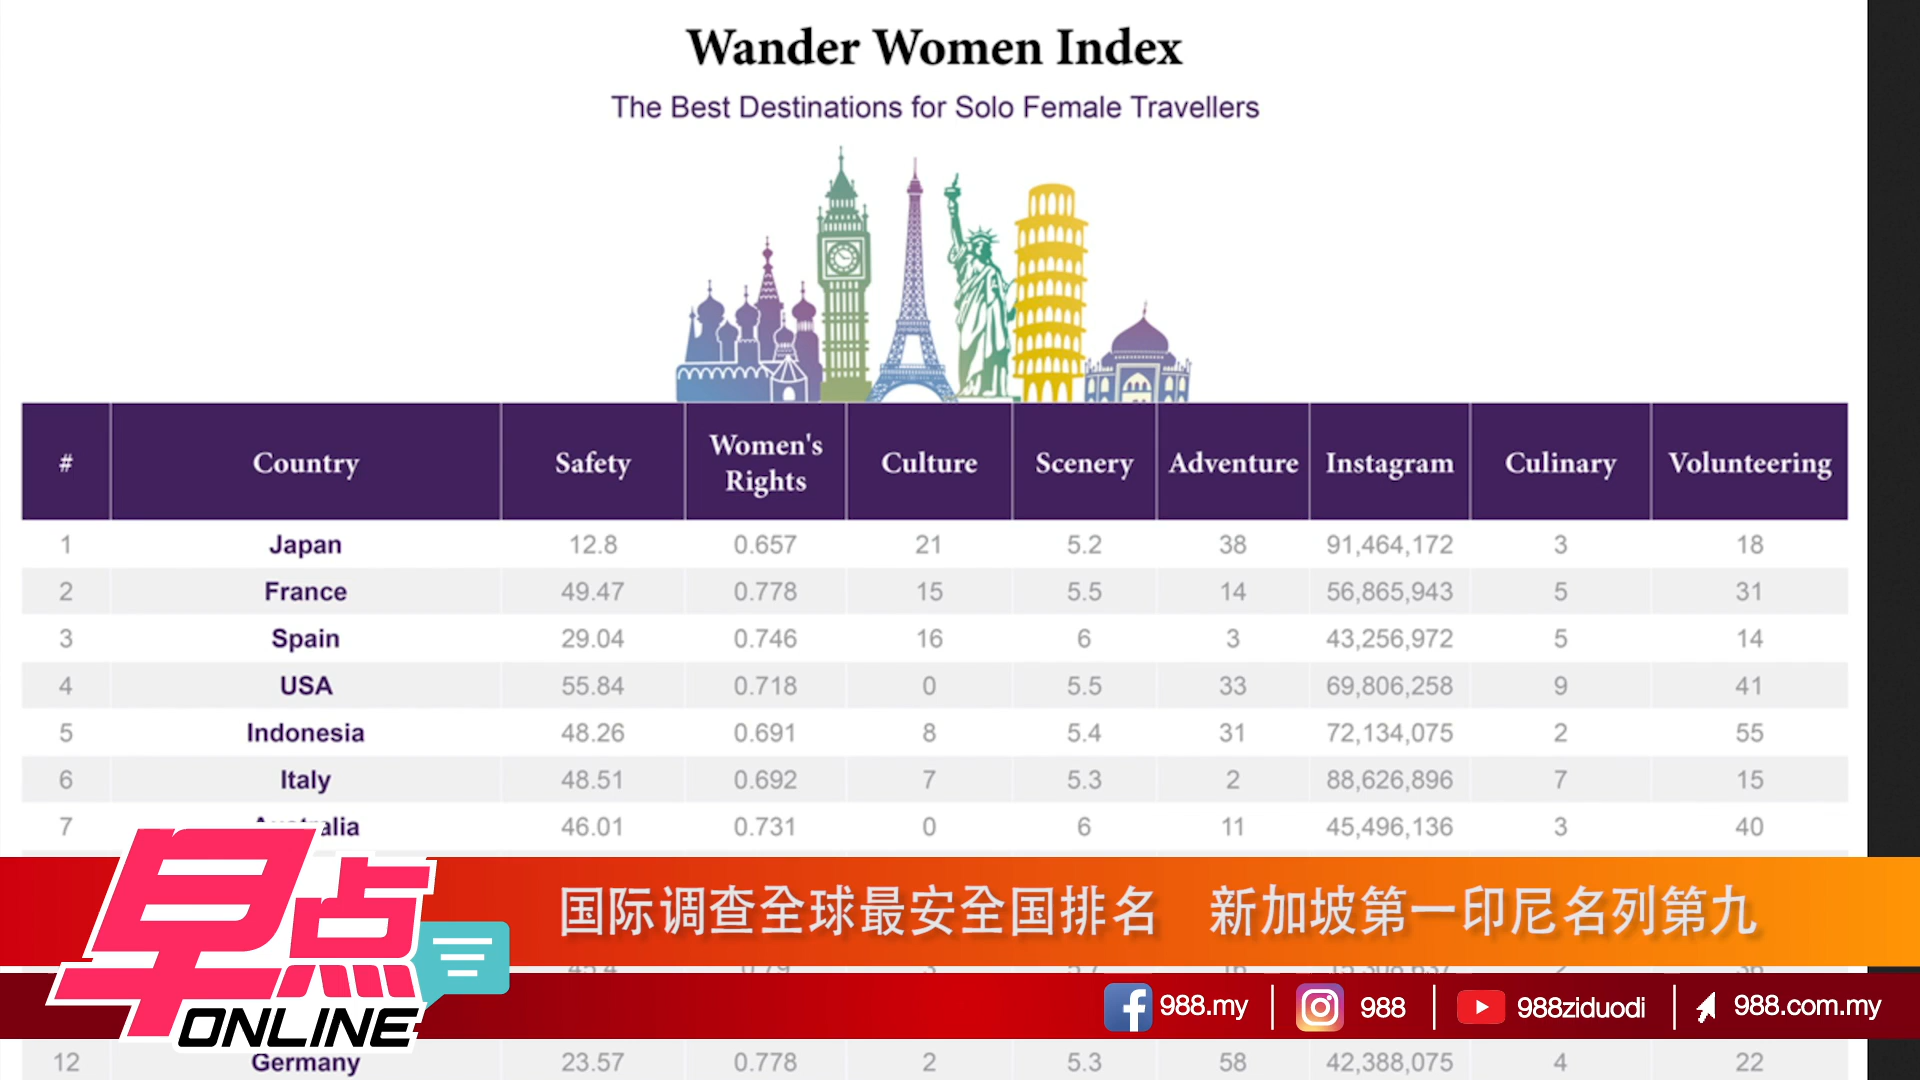 Wander Women Index
The Best Destinations for Solo Female Travellers
# Country Safety Women's Rights Culture Scenery Adventure Instagram Culinary Volunteering
1 Japan 12.8 0.657 21 5.2 38 91,464,172 3 18
2 France 49.47 0.778 15 5.5 14 56,865,943 5 31
3 Spain 29.04 0.746 16 6 3 43,256,972 5 14
4 USA 55.84 0.718 0 5.5 33 69,806,258 9 41
5 Indonesia 48.26 0.691 8 5.4 31 72,134,075 2 55
6 Italy 48.51 0.692 7 5.3 2 88,626,896 7 15
7 Australia 46.01 0.731 0 6 11 45,496,136 3 40
早点
ONLINE
国际调查全球最安全国排名 新加坡第一印尼名列第九
988.my 988 988ziduodi 988.com.my
12 Germany 23.57 0.778 2 5.3 58 42,388,075 4 22